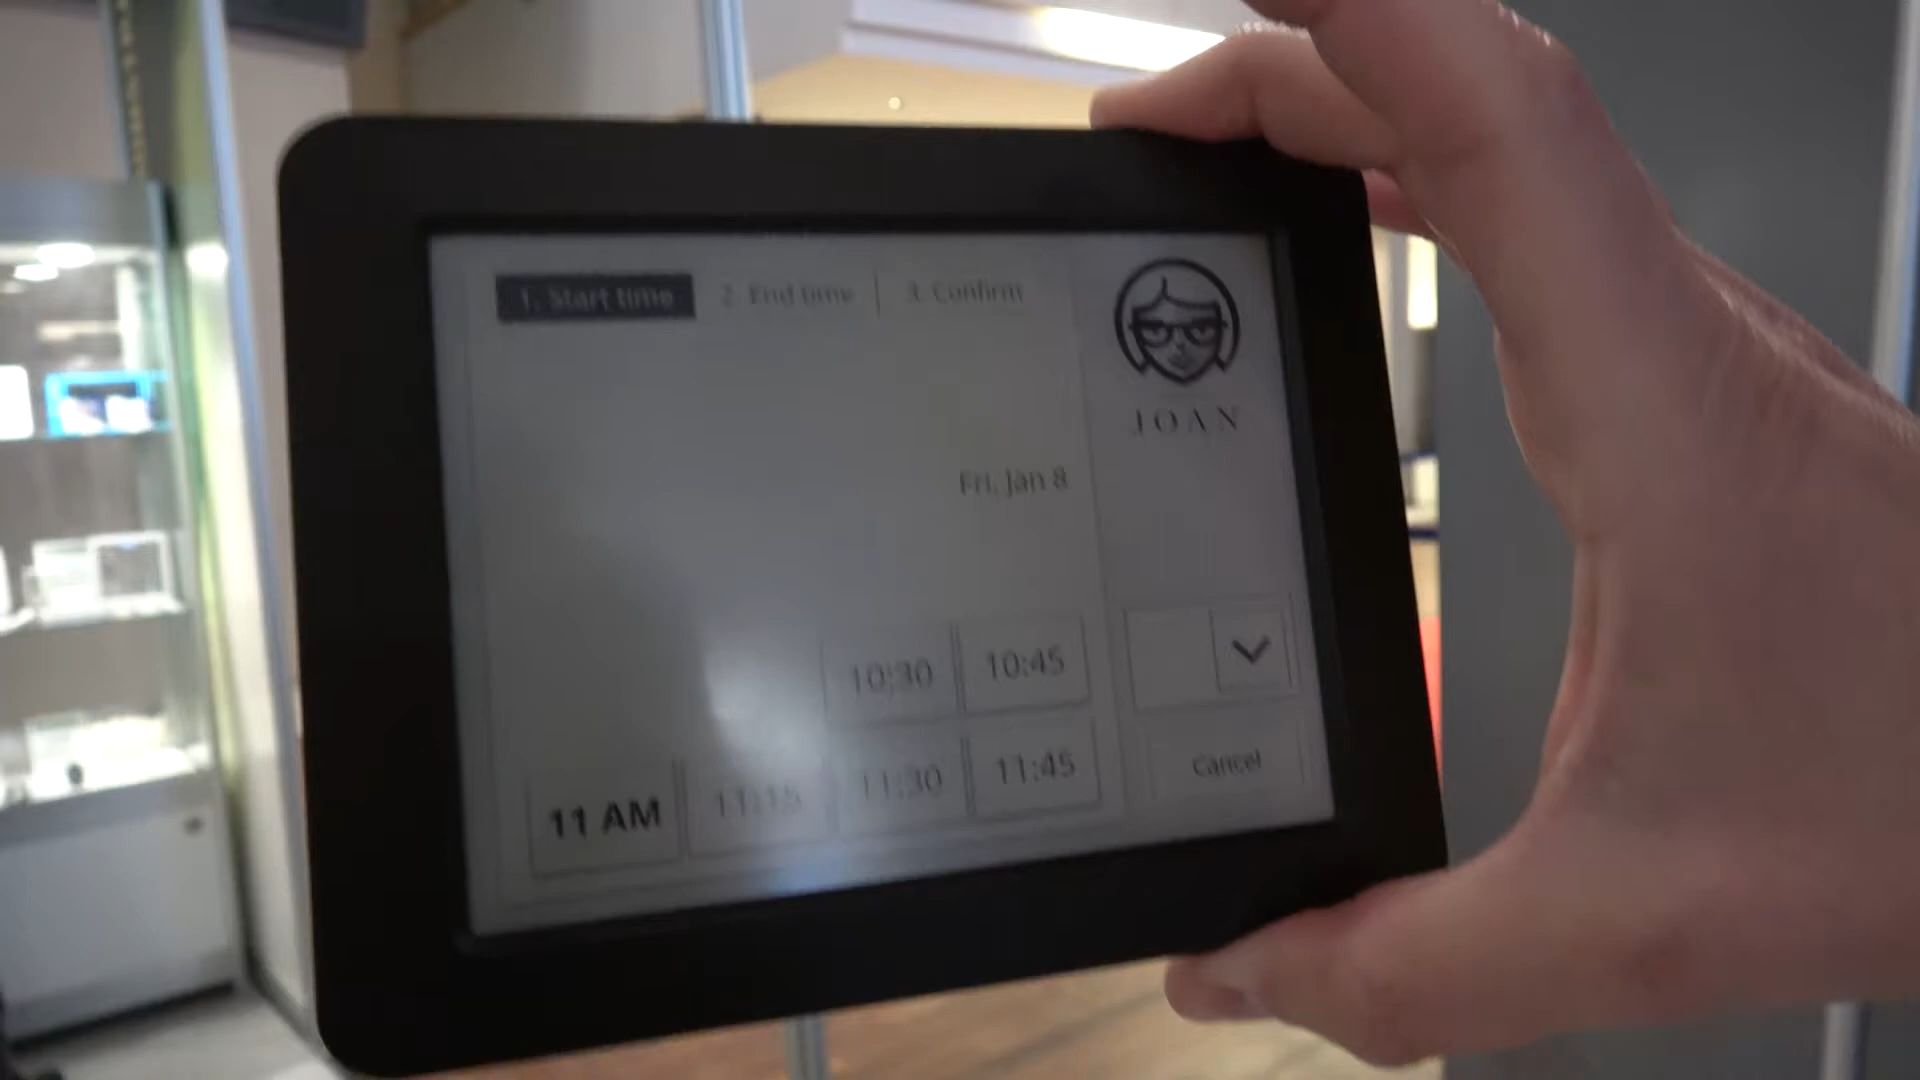 1. Start time 2. End time 3. Confirm
JOAN
Fri, Jan 8
10:30 10:45
11 AM 11:15 11:30 11:45
Cancel